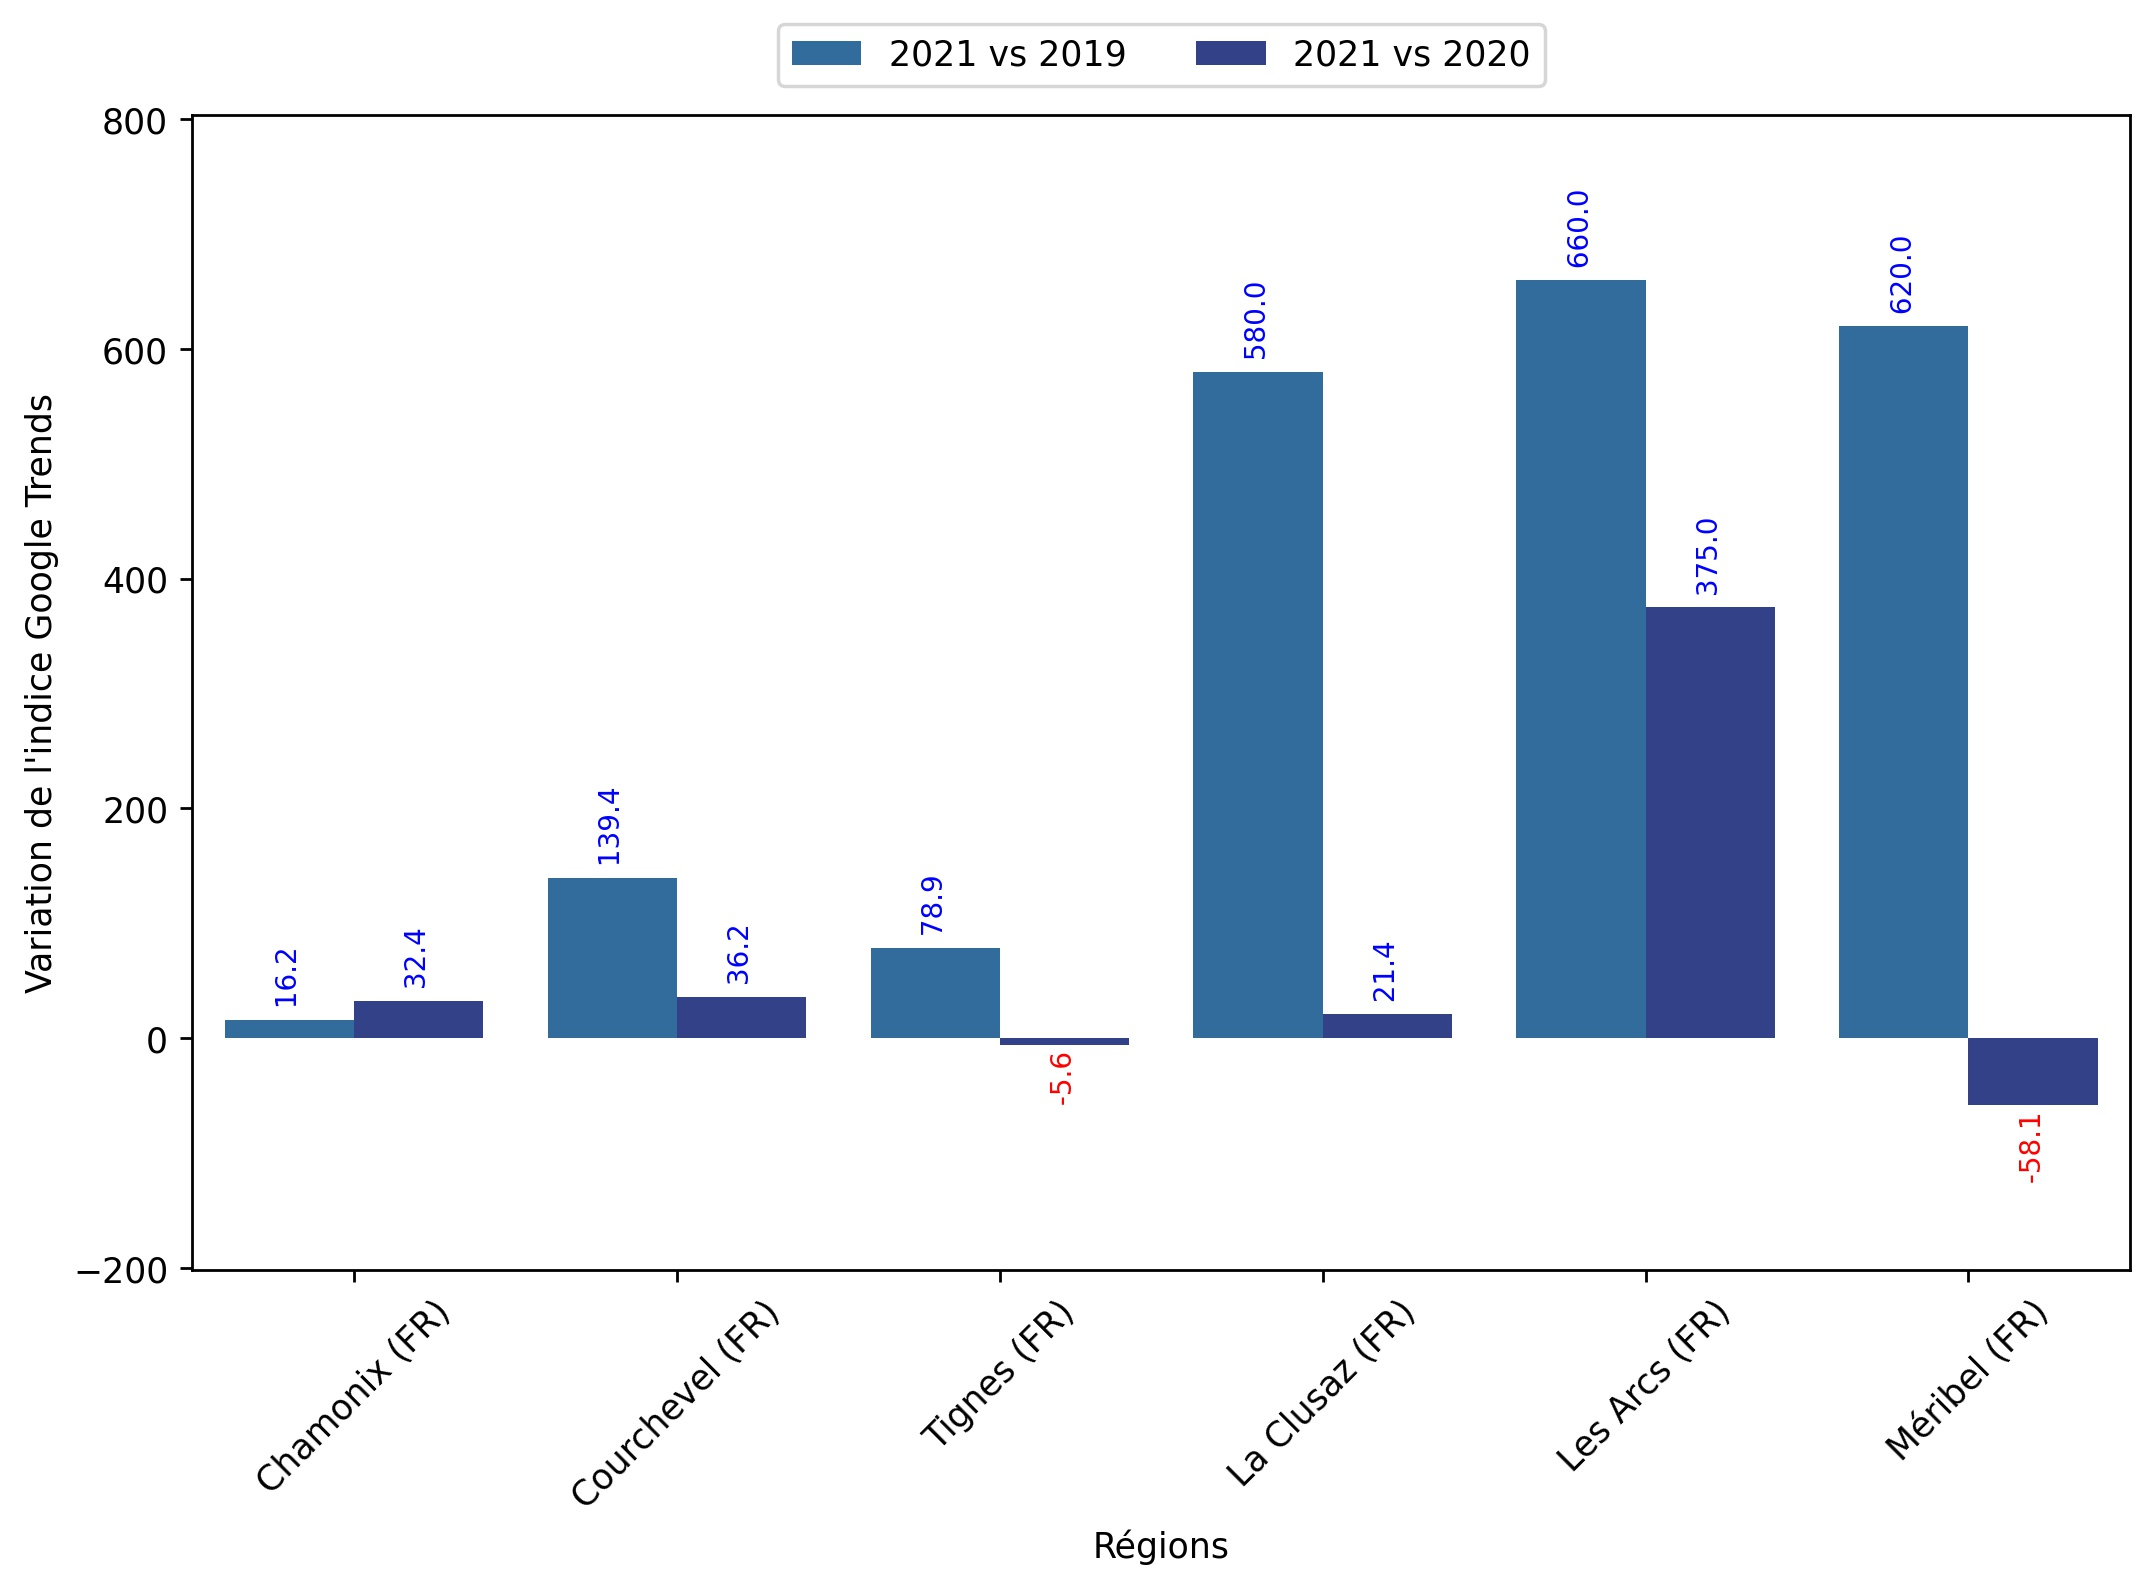 2021 vs 2019
2021 vs 2020
Variation de l'indice Google Trends
800
600
400
200
0
−200
16.2
32.4
139.4
36.2
78.9
-5.6
580.0
21.4
660.0
375.0
620.0
-58.1
Chamonix (FR)
Courchevel (FR)
Tignes (FR)
La Clusaz (FR)
Les Arcs (FR)
Méribel (FR)
Régions